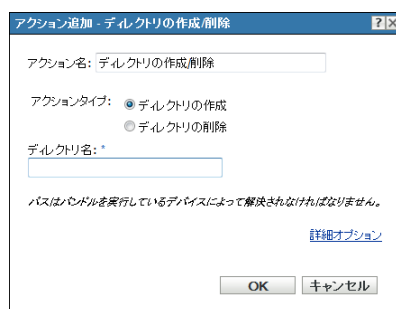 アクション追加 - ディレクトリの作成/削除
アクション名: ディレクトリの作成/削除
アクションタイプ: ディレクトリの作成
ディレクトリの削除
ディレクトリ名: *
パスはバンドルを実行しているデバイスによって解決されなければなりません。
詳細オプション
OK キャンセル